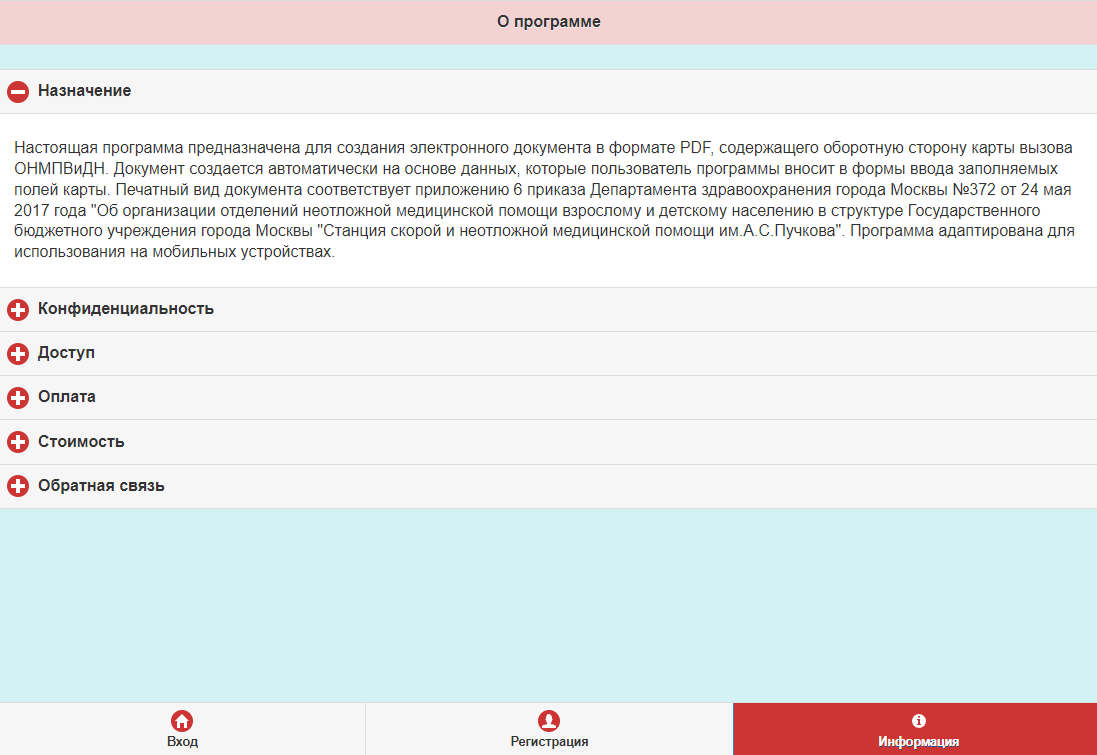 О программе
Назначение
Настоящая программа предназначена для создания электронного документа в формате PDF, содержащего оборотную сторону карты вызова
ОНМПВиДН. Документ создается автоматически на основе данных, которые пользователь программы вносит в формы ввода заполняемых
полей карты. Печатный вид документа соответствует приложению 6 приказа Департамента здравоохранения города Москвы №372 от 24 мая
2017 года "Об организации отделений неотложной медицинской помощи взрослому и детскому населению в структуре Государственного
бюджетного учреждения города Москвы "Станция скорой и неотложной медицинской помощи им.А.С.Пучкова". Программа адаптирована для
использования на мобильных устройствах.
Конфиденциальность
Доступ
Оплата
Стоимость
Обратная связь
Вход
Регистрация
Информация